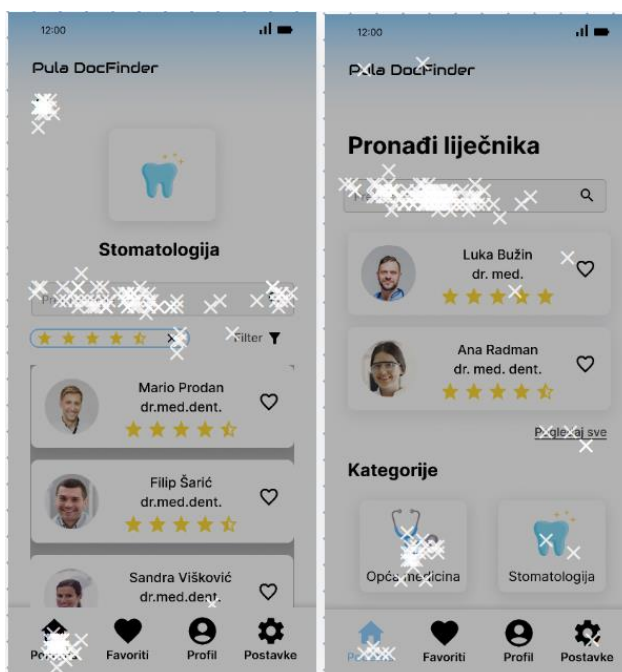 12:00
Pula DocFinder
Stomatologija
Filter
Mario Prodan
dr.med.dent.
Filip Šarić
dr.med.dent.
Sandra Višković
dr.med.dent.
Favoriti
Profil
Postavke
12:00
Pula DocFinder
Pronađi liječnika
Luka Bužin
dr. med.
Ana Radman
dr. med. dent.
Pogledaj sve
Kategorije
Opća medicina
Stomatologija
Favoriti
Profil
Postavke